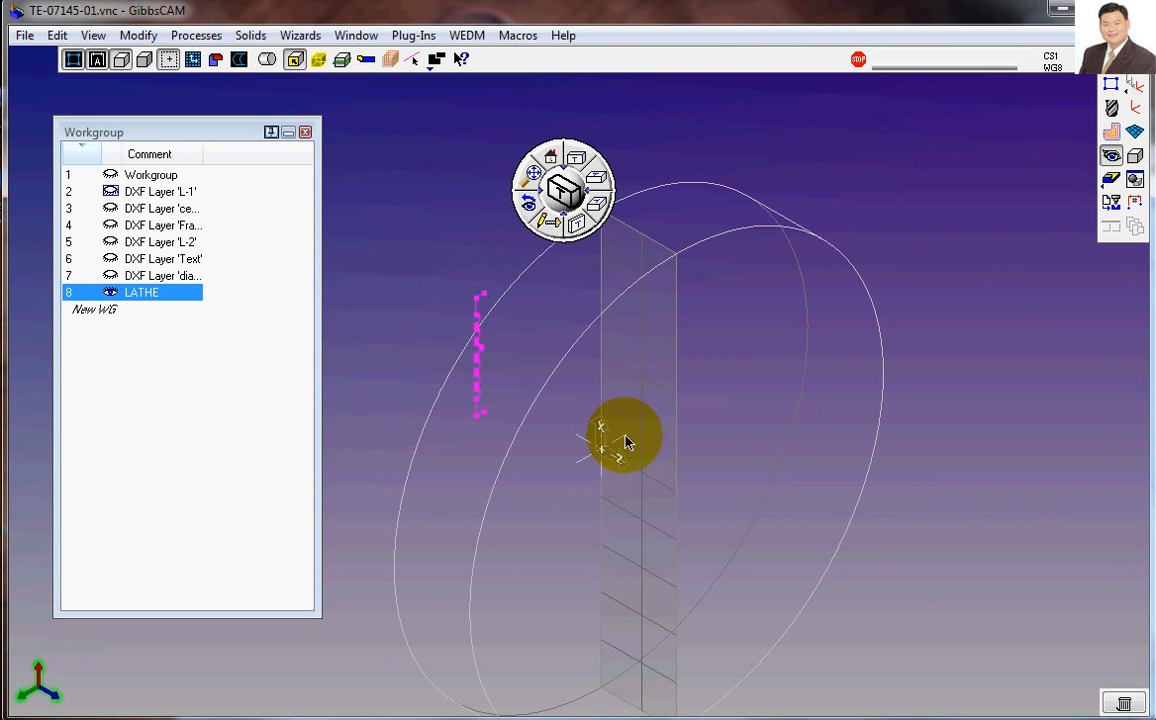 TE-07145-01.vnc - GibbsCAM
File Edit View Modify Processes Solids Wizards Window Plug-Ins WEDM Macros Help
CS1
WG8
Workgroup
Comment
1 Workgroup
2 DXF Layer 'L-1'
3 DXF Layer 'ce...
4 DXF Layer 'Fra...
5 DXF Layer 'L-2'
6 DXF Layer 'Text'
7 DXF Layer 'dia...
8 LATHE
New WG
T
X
Z